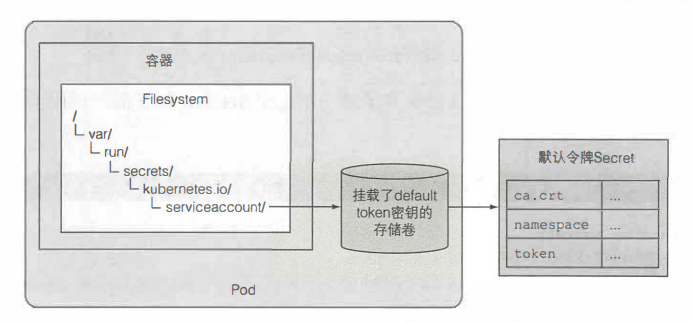 容器
Filesystem
/
var/
run/
secrets/
kubernetes.io/
serviceaccount/
挂载了default
token密钥的
存储卷
Pod
默认令牌Secret
ca.crt ...
namespace ...
token ...